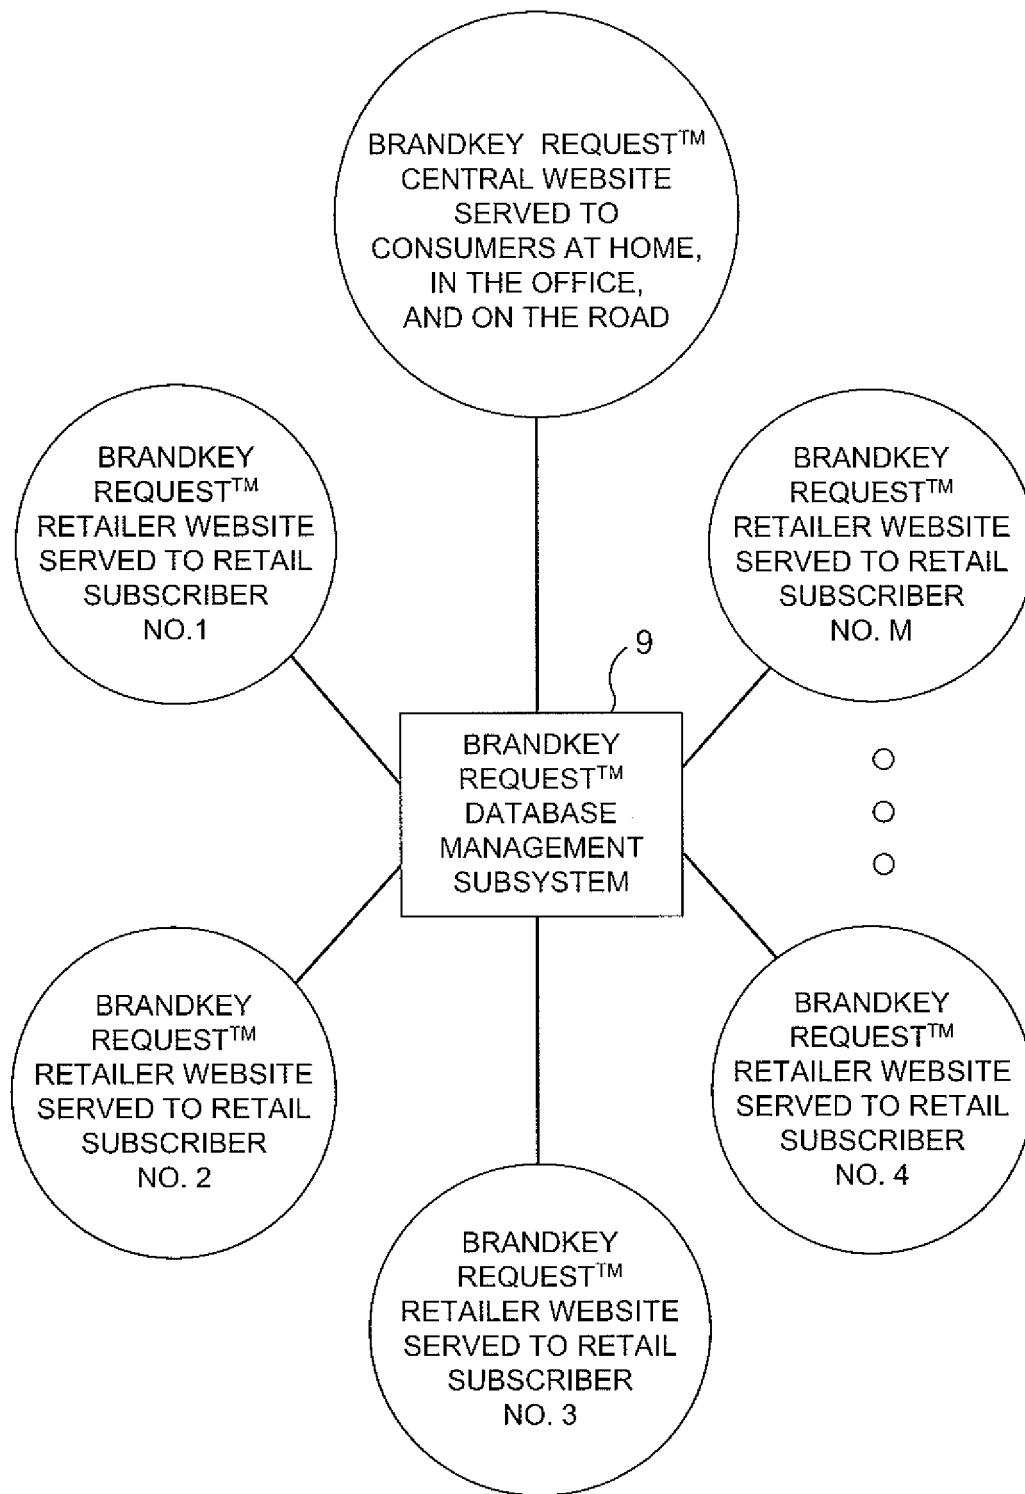 BRANDKEY REQUEST™
CENTRAL WEBSITE
SERVED TO
CONSUMERS AT HOME,
IN THE OFFICE,
AND ON THE ROAD
BRANDKEY
REQUEST™
RETAILER WEBSITE
SERVED TO RETAIL
SUBSCRIBER
NO.1
BRANDKEY
REQUEST™
RETAILER WEBSITE
SERVED TO RETAIL
SUBSCRIBER
NO. M
9
BRANDKEY
REQUEST™
DATABASE
MANAGEMENT
SUBSYSTEM
BRANDKEY
REQUEST™
RETAILER WEBSITE
SERVED TO RETAIL
SUBSCRIBER
NO. 2
BRANDKEY
REQUEST™
RETAILER WEBSITE
SERVED TO RETAIL
SUBSCRIBER
NO. 4
BRANDKEY
REQUEST™
RETAILER WEBSITE
SERVED TO RETAIL
SUBSCRIBER
NO. 3